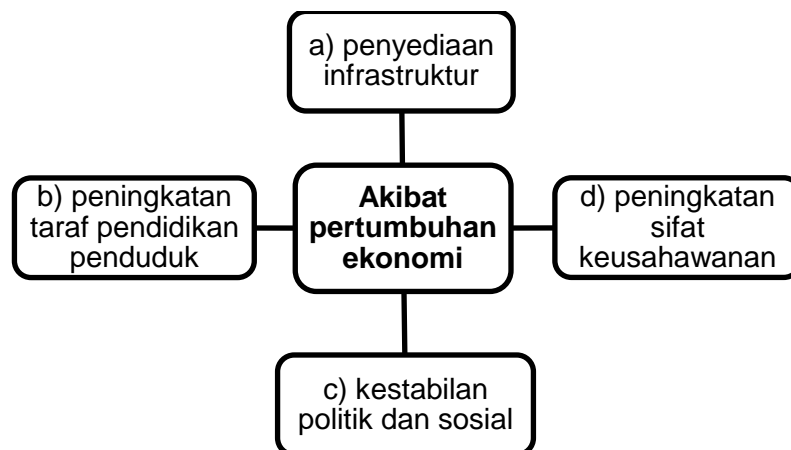 a) penyediaan
infrastruktur
b) peningkatan
taraf pendidikan
penduduk
Akibat
pertumbuhan
ekonomi
d) peningkatan
sifat
keusahawanan
c) kestabilan
politik dan sosial